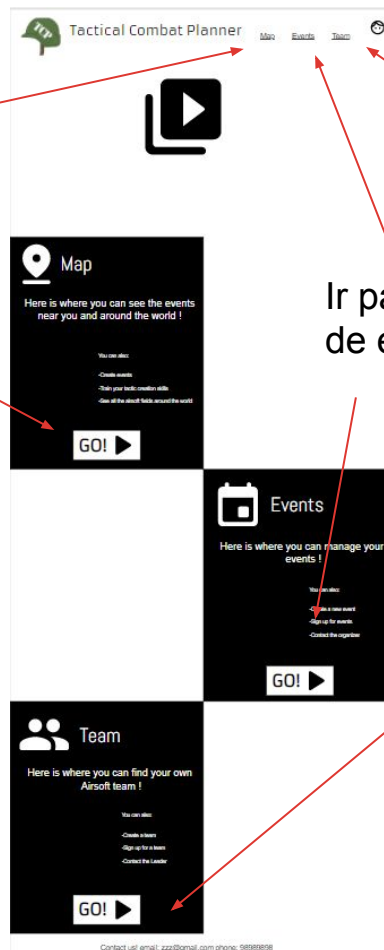 TCP
Tactical Combat Planner
Map Events Team
Map
Here is where you can see the events
near you and around the world !
You can also:
-Create events
-Train your tactic creation skills
-See all the airsoft fields around the world
GO!
Ir pa
de e
Events
Here is where you can manage your
events !
You can also:
-Create a new event
-Sign up for events
-Contact the organizer
GO!
Team
Here is where you can find your own
Airsoft team !
You can also:
-Create a team
-Sign up for a team
-Contact the Leader
GO!
Contact us! email: zzz@gmail.com phone: 98989898